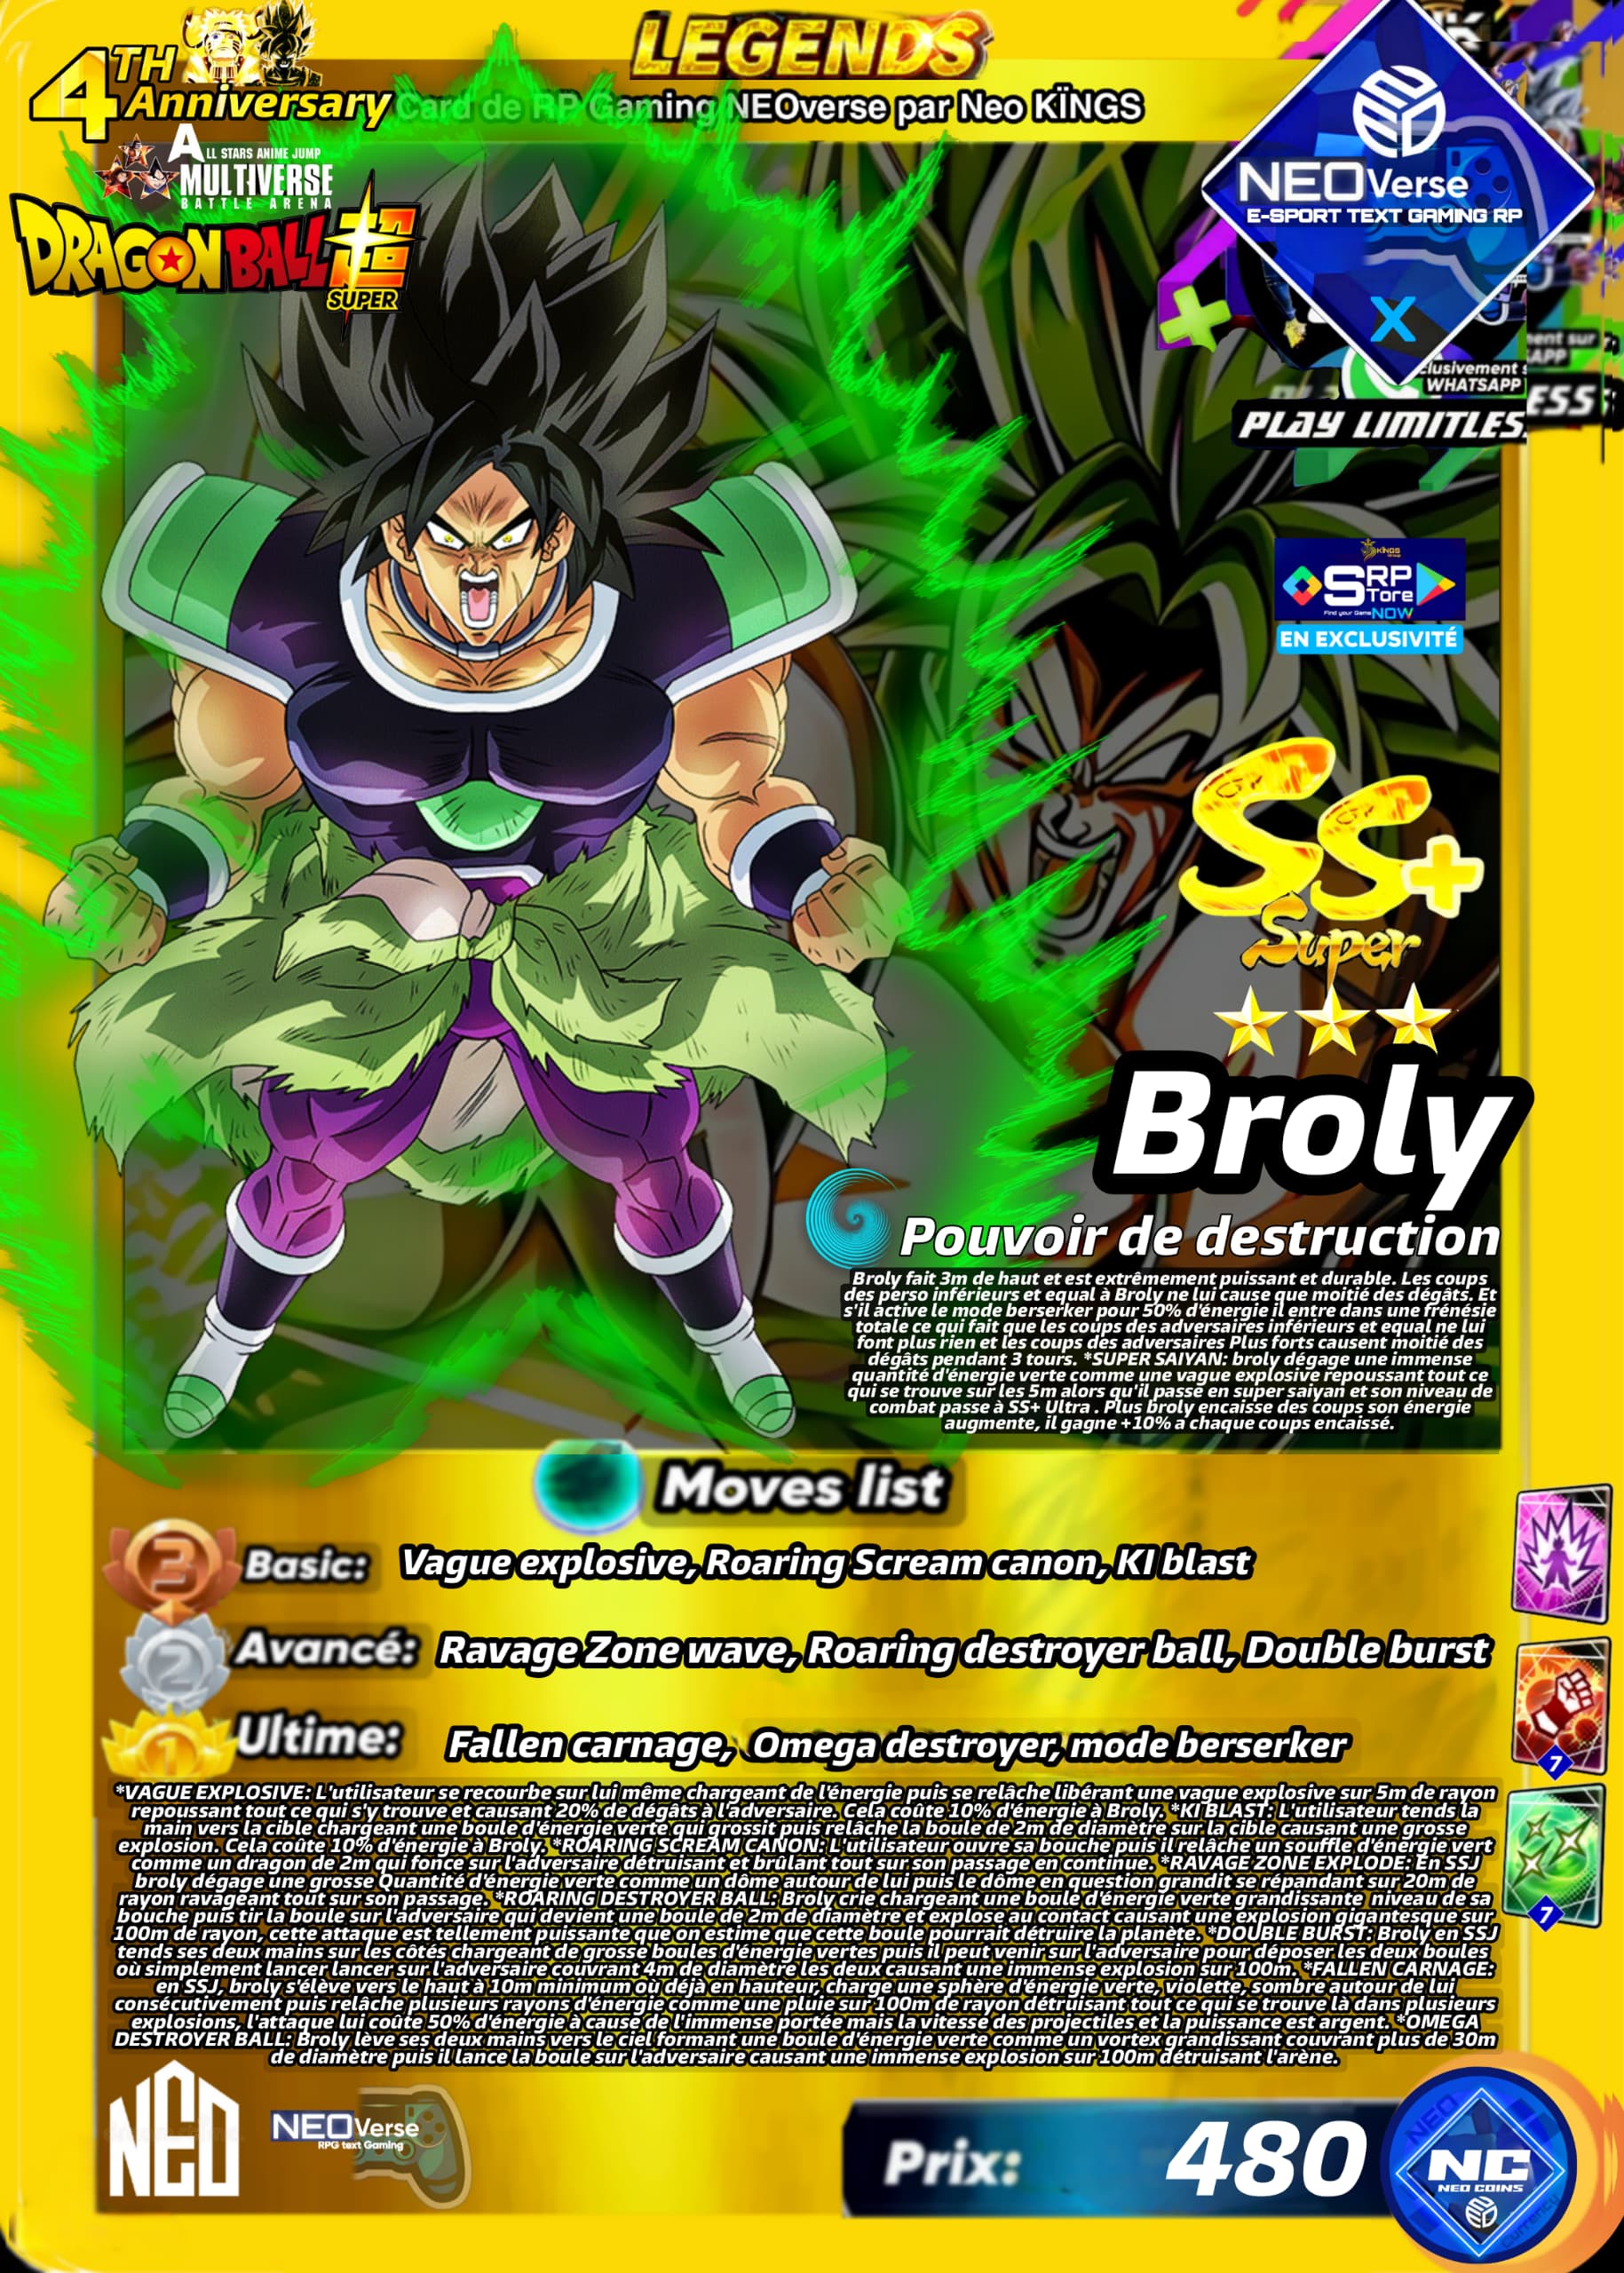 LEGENDS
4TH
Anniversary
Card de RP Gaming NEOverse par Neo KÏNGS
ALL STARS ANIME JUMP
MULTIVERSE
BATTLE ARENA
DRAGONBALL超
SUPER
NEOVerse
E-SPORT TEXT GAMING RP
X
ent sur
APP
clusivement s
WHATSAPP
PLAY LIMITLES
ESS
KÏNGS
SRP
Tore
Find your Game NOW
EN EXCLUSIVITÉ
SS+
Super
Broly
Pouvoir de destruction
Broly fait 3m de haut et est extrêmement puissant et durable. Les coups
des perso inférieurs et equal à Broly ne lui cause que moitié des dégâts. Et
s'il active le mode berserker pour 50% d'énergie il entre dans une frénésie
totale ce qui fait que les coups des adversaires inférieurs et equal ne lui
font plus rien et les coups des adversaires Plus forts causent moitié des
dégâts pendant 3 tours. *SUPER SAIYAN: broly dégage une immense
quantité d'énergie verte comme une vague explosive repoussant tout ce
qui se trouve sur les 5m alors qu'il passe en super saiyan et son niveau de
combat passe à SS+ Ultra . Plus broly encaisse des coups son énergie
augmente, il gagne +10% a chaque coups encaissé.
Moves list
3 Basic: Vague explosive, Roaring Scream canon, KI blast
2 Avancé: Ravage Zone wave, Roaring destroyer ball, Double burst
1 Ultime: Fallen carnage, Omega destroyer, mode berserker
7
7
*VAGUE EXPLOSIVE: L'utilisateur se recourbe sur lui même chargeant de l'énergie puis se relâche libérant une vague explosive sur 5m de rayon
repoussant tout ce qui s'y trouve et causant 20% de dégâts à l'adversaire. Cela coûte 10% d'énergie à Broly. *KI BLAST: L'utilisateur tends la
main vers la cible chargeant une boule d'énergie verte qui grossit puis relâche la boule de 2m de diamètre sur la cible causant une grosse
explosion. Cela coûte 10% d'énergie à Broly. *ROARING SCREAM CANON: L'utilisateur ouvre sa bouche puis il relâche un souffle d'énergie vert
comme un dragon de 2m qui fonce sur l'adversaire détruisant et brûlant tout sur son passage en continue. *RAVAGE ZONE EXPLODE: En SSJ
broly dégage une grosse Quantité d'énergie verte comme un dôme autour de lui puis le dôme en question grandit se répandant sur 20m de
rayon ravageant tout sur son passage. *ROARING DESTROYER BALL: Broly crie chargeant une boule d'énergie verte grandissante niveau de sa
bouche puis tir la boule sur l'adversaire qui devient une boule de 2m de diamètre et explose au contact causant une explosion gigantesque sur
100m de rayon, cette attaque est tellement puissante que on estime que cette boule pourrait détruire la planète. *DOUBLE BURST: Broly en SSJ
tends ses deux mains sur les côtés chargeant de grosse boules d'énergie vertes puis il peut venir sur l'adversaire pour déposer les deux boules
où simplement lancer lancer sur l'adversaire couvrant 4m de diamètre les deux causant une immense explosion sur 100m. *FALLEN CARNAGE:
en SSJ, broly s'élève vers le haut à 10m minimum où déjà en hauteur, charge une sphère d'énergie verte, violette, sombre autour de lui
consécutivement puis relâche plusieurs rayons d'énergie comme une pluie sur 100m de rayon détruisant tout ce qui se trouve là dans plusieurs
explosions, l'attaque lui coûte 50% d'énergie à cause de l'immense portée mais la vitesse des projectiles et la puissance est argent. *OMEGA
DESTROYER BALL: Broly lève ses deux mains vers le ciel formant une boule d'énergie verte comme un vortex grandissant couvrant plus de 30m
de diamètre puis il lance la boule sur l'adversaire causant une immense explosion sur 100m détruisant l'arène.
NEO
NEOVerse
RPG text Gaming
Prix: 480
NC
NEO COINS